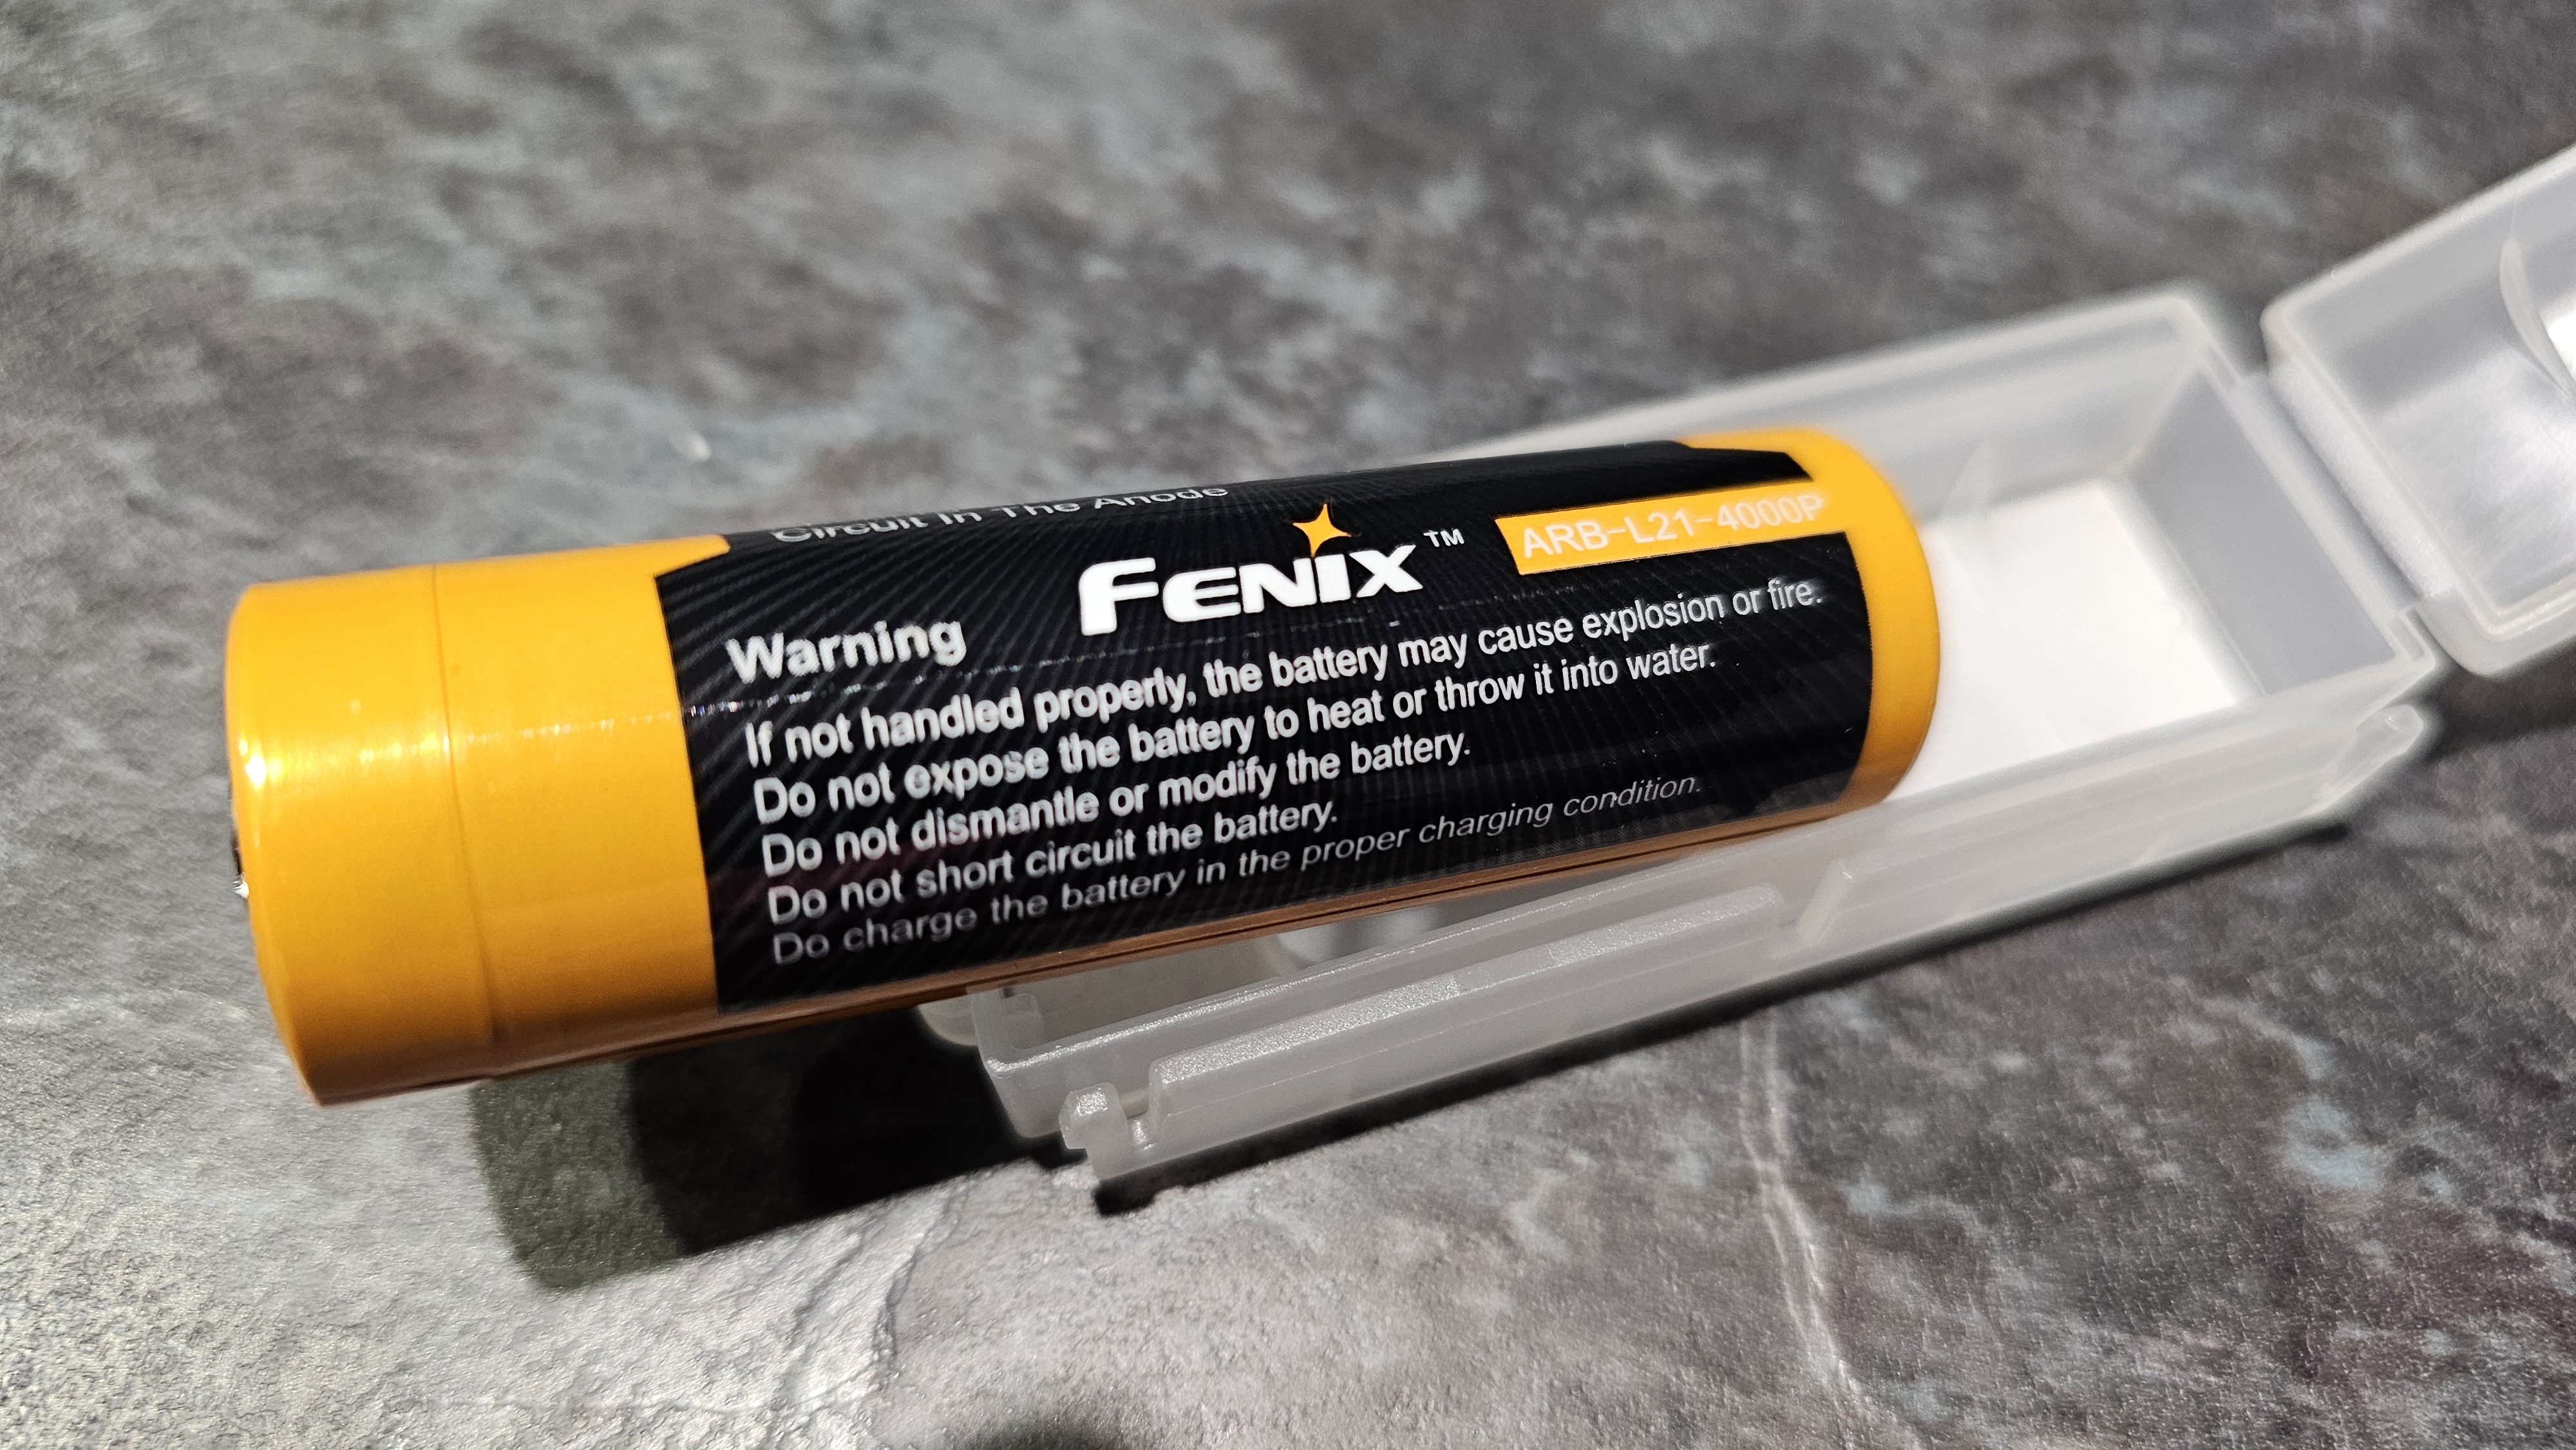 Circuit In The Anode
FENIX™
ARB-L21-4000P
Warning
If not handled properly, the battery may cause explosion or fire.
Do not expose the battery to heat or throw it into water.
Do not dismantle or modify the battery.
Do not short circuit the battery.
Do charge the battery in the proper charging condition.